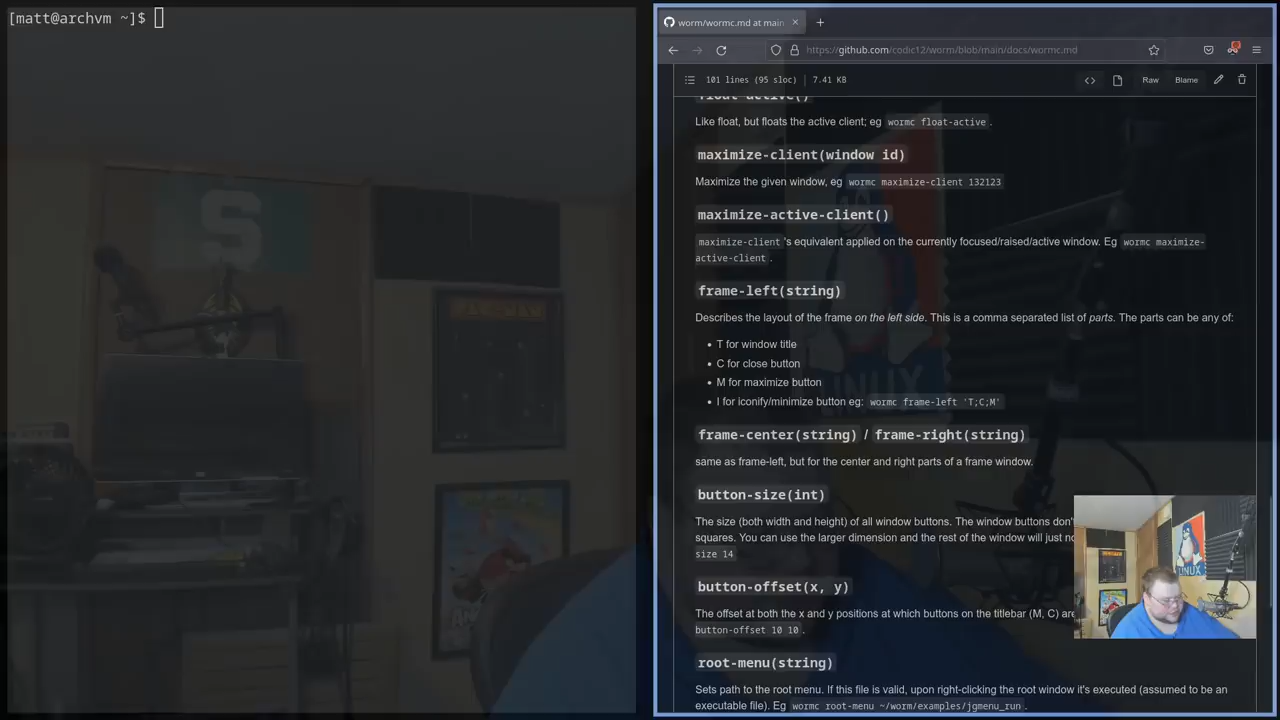 [matt@archvm ~]$
worm/wormc.md at main
https://github.com/codic12/worm/blob/main/docs/wormc.md
101 lines (95 sloc) 7.41 KB
Raw
Blame
float-active()
Like float, but floats the active client; eg wormc float-active.
maximize-client(window id)
Maximize the given window, eg wormc maximize-client 132123
maximize-active-client()
maximize-client 's equivalent applied on the currently focused/raised/active window. Eg wormc maximize-
active-client .
frame-left(string)
Describes the layout of the frame on the left side. This is a comma separated list of parts. The parts can be any of:
• T for window title
• C for close button
• M for maximize button
• I for iconify/minimize button eg: wormc frame-left 'T;C;M'
frame-center(string) / frame-right(string)
same as frame-left, but for the center and right parts of a frame window.
button-size(int)
The size (both width and height) of all window buttons. The window buttons don'
squares. You can use the larger dimension and the rest of the window will just
size 14
button-offset(x, y)
The offset at both the x and y positions at which buttons on the titlebar (M, C) are
button-offset 10 10 .
root-menu(string)
Sets path to the root menu. If this file is valid, upon right-clicking the root window it's executed (assumed to be an
executable file). Eg wormc root-menu ~/worm/examples/jgmenu_run .
S
LINUX
LINUX